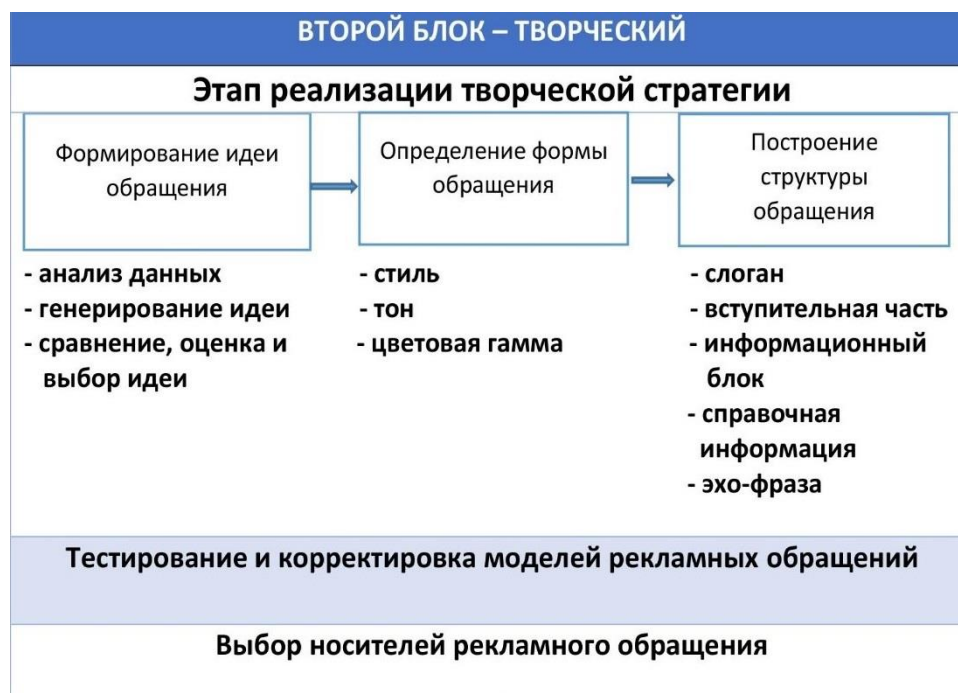 ВТОРОЙ БЛОК – ТВОРЧЕСКИЙ
Этап реализации творческой стратегии
Формирование идеи
обращения
Определение формы
обращения
Построение
структуры
обращения
- анализ данных
- генерирование идеи
- сравнение, оценка и
выбор идеи
- стиль
- тон
- цветовая гамма
- слоган
- вступительная часть
- информационный
блок
- справочная
информация
- эхо-фраза
Тестирование и корректировка моделей рекламных обращений
Выбор носителей рекламного обращения